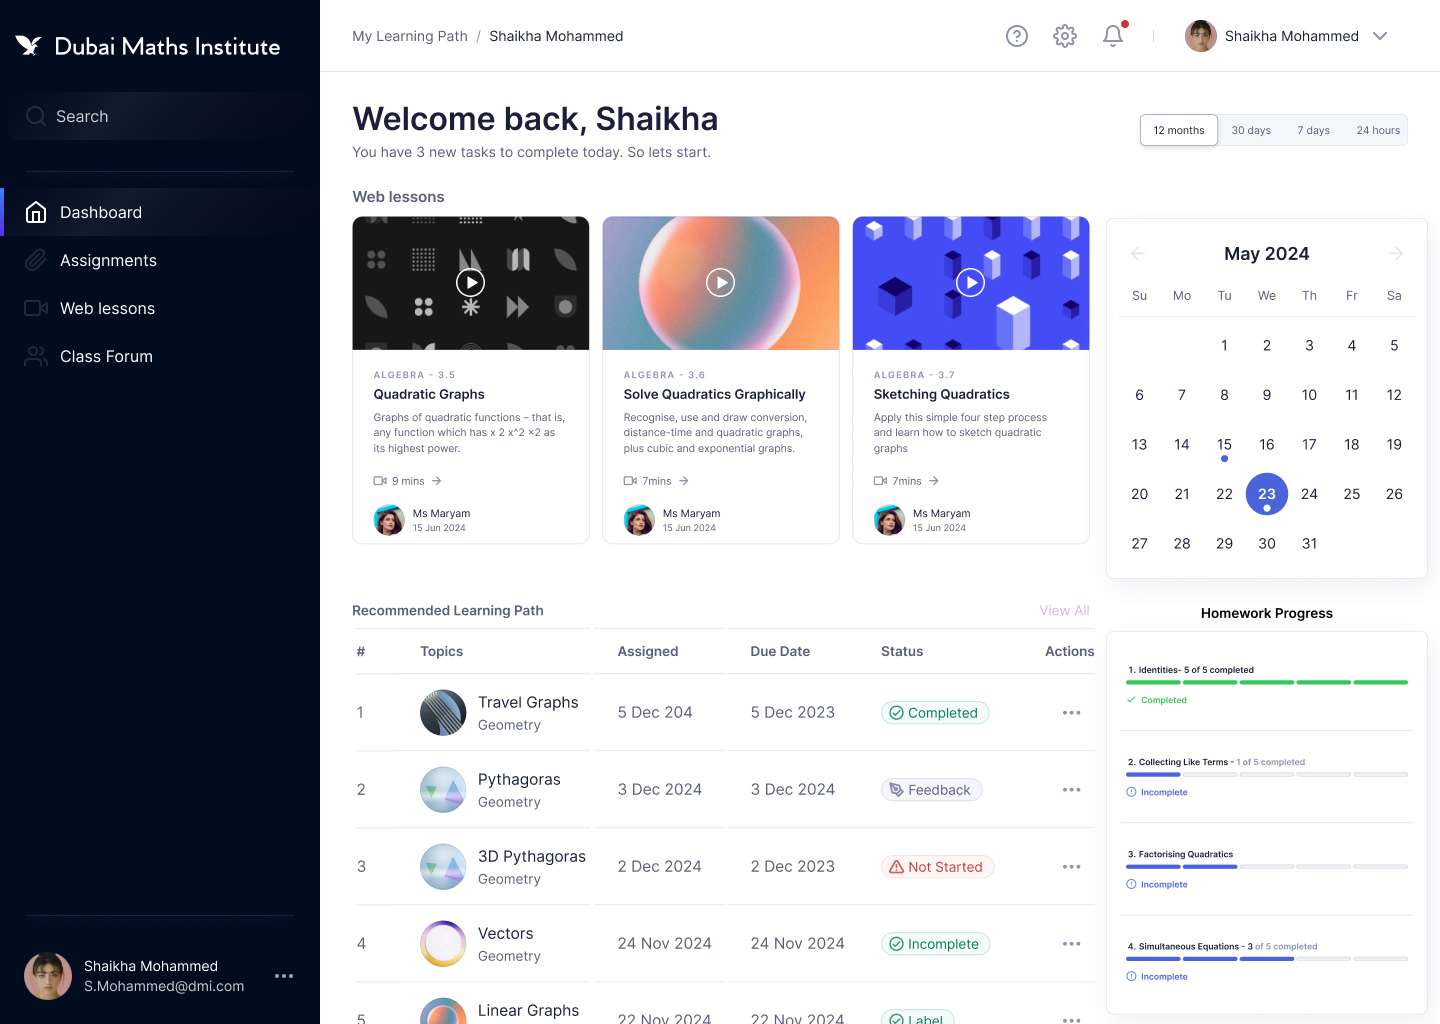 Dubai Maths Institute
Search
Dashboard
Assignments
Web lessons
Class Forum
Shaikha Mohammed
S.Mohammed@dmi.com
My Learning Path / Shaikha Mohammed
Shaikha Mohammed
Welcome back, Shaikha
You have 3 new tasks to complete today. So lets start.
12 months 30 days 7 days 24 hours
Web lessons
ALGEBRA - 3.5
Quadratic Graphs
Graphs of quadratic functions – that is,
any function which has x 2 x^2 ×2 as
its highest power.
9 mins
Ms Maryam
15 Jun 2024
ALGEBRA - 3.6
Solve Quadratics Graphically
Recognise, use and draw conversion,
distance-time and quadratic graphs,
plus cubic and exponential graphs.
7mins
Ms Maryam
15 Jun 2024
ALGEBRA - 3.7
Sketching Quadratics
Apply this simple four step process
and learn how to sketch quadratic
graphs
7mins
Ms Maryam
15 Jun 2024
May 2024
Su Mo Tu We Th Fr Sa
1 2 3 4 5
6 7 8 9 10 11 12
13 14 15 16 17 18 19
20 21 22 23 24 25 26
27 28 29 30 31
Recommended Learning Path
View All
# Topics Assigned Due Date Status Actions
1 Travel Graphs Geometry 5 Dec 204 5 Dec 2023 Completed
2 Pythagoras Geometry 3 Dec 2024 3 Dec 2024 Feedback
3 3D Pythagoras Geometry 2 Dec 2024 2 Dec 2023 Not Started
4 Vectors Geometry 24 Nov 2024 24 Nov 2024 Incomplete
5 Linear Graphs 22 Nov 2024 22 Nov 2024 Label
Homework Progress
1. Identities- 5 of 5 completed
Completed
2. Collecting Like Terms - 1 of 5 completed
Incomplete
3. Factorising Quadratics
Incomplete
4. Simultaneous Equations - 3 of 5 completed
Incomplete